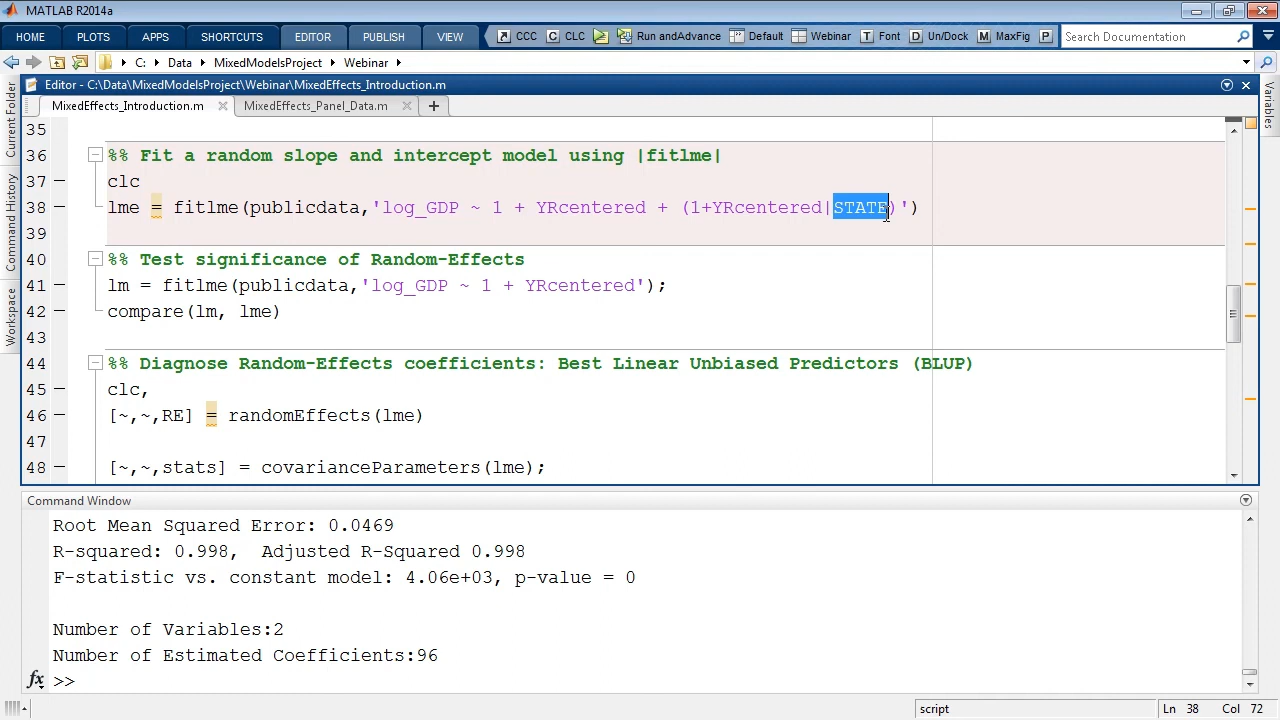 MATLAB R2014a
HOME PLOTS APPS SHORTCUTS EDITOR PUBLISH VIEW CCC CLC Run andAdvance Default Webinar Font Un/Dock MaxFig Search Documentation
C: Data MixedModelsProject Webinar
Editor - C:\Data\MixedModelsProject\Webinar\MixedEffects_Introduction.m
MixedEffects_Introduction.m MixedEffects_Panel_Data.m
Current Folder
Command History
Workspace
Variables
35
36 %% Fit a random slope and intercept model using |fitlme|
37 clc
38 lme = fitlme(publicdata,'log_GDP ~ 1 + YRcentered + (1+YRcentered|STATE)')
39
40 %% Test significance of Random-Effects
41 lm = fitlme(publicdata,'log_GDP ~ 1 + YRcentered');
42 compare(lm, lme)
43
44 %% Diagnose Random-Effects coefficients: Best Linear Unbiased Predictors (BLUP)
45 clc,
46 [~,~,RE] = randomEffects(lme)
47
48 [~,~,stats] = covarianceParameters(lme);
Command Window
Root Mean Squared Error: 0.0469
R-squared: 0.998, Adjusted R-Squared 0.998
F-statistic vs. constant model: 4.06e+03, p-value = 0
Number of Variables:2
Number of Estimated Coefficients:96
fx >>
script Ln 38 Col 72